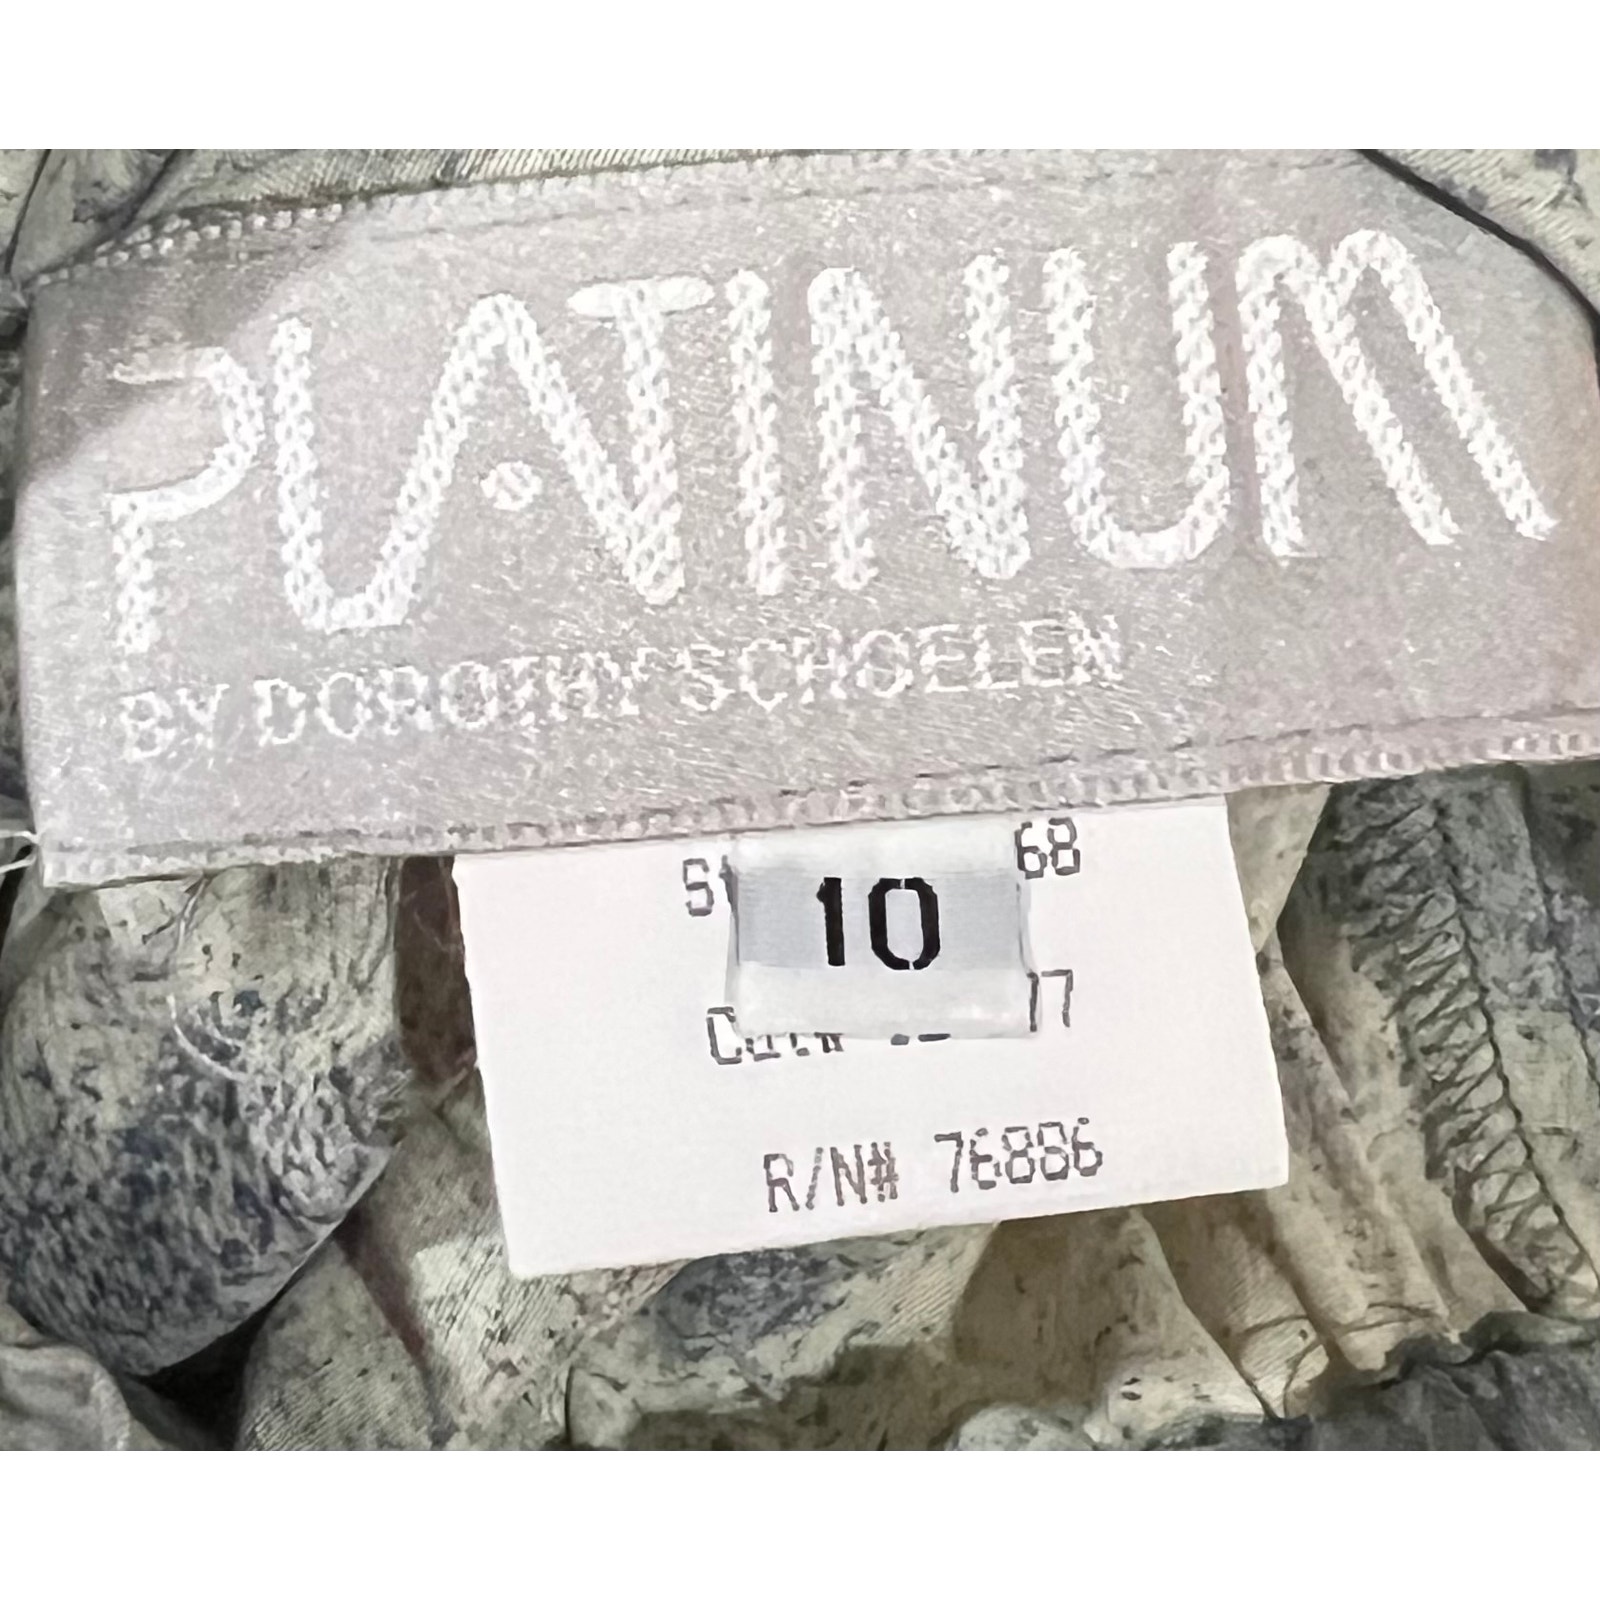 PLATINUM
BY DOROTHY SCHOELEN
68
10
77
R/N# 76886